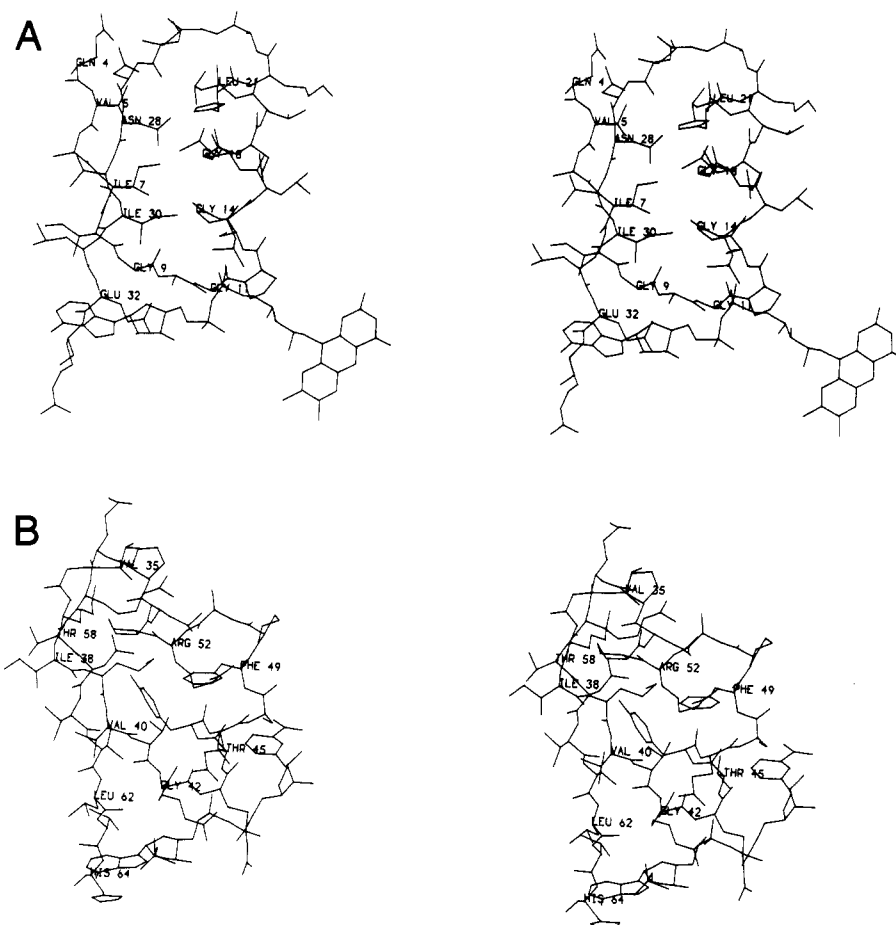 A
GLN 4
VAL 5
ASN 28
LEU 21
ILE 7
ILE 30
GLY 14
GLY 9
GLU 32
GLN 4
VAL 5
ASN 28
LEU 21
ILE 7
ILE 30
GLY 14
GLY 9
GLU 32
B
VAL 35
THR 58
ARG 52
ILE 38
PHE 49
VAL 40
THR 45
GLY 42
LEU 62
HIS 64
VAL 35
THR 58
ARG 52
ILE 38
PHE 49
VAL 40
THR 45
GLY 42
LEU 62
HIS 64